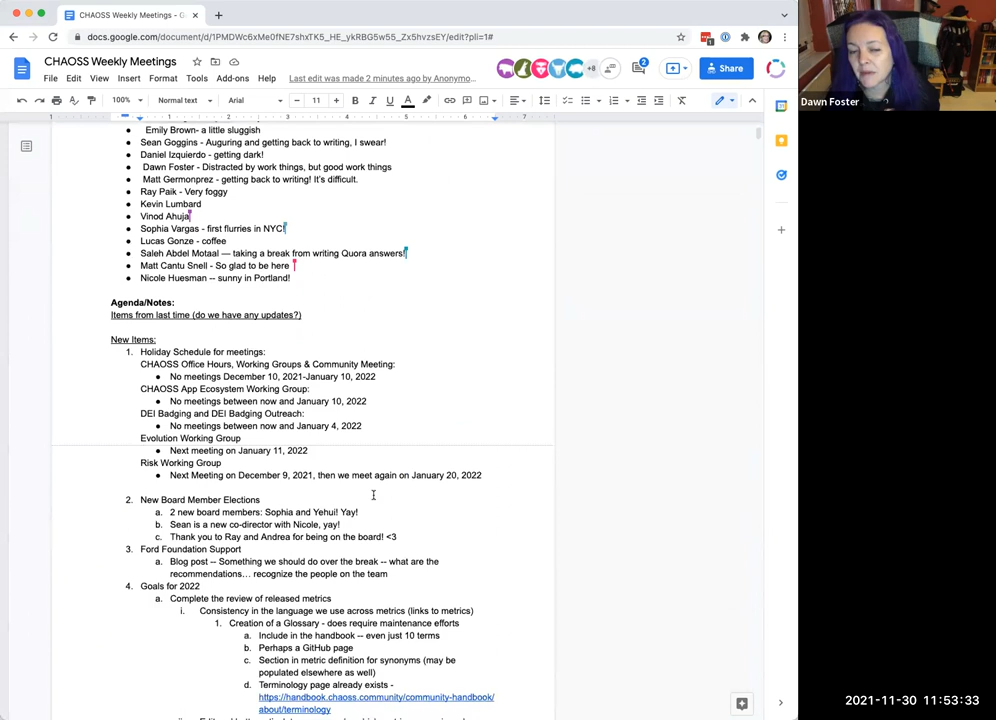 CHAOSS Weekly Meetings - G
docs.google.com/document/d/1PMDWc6xMe0fNE7shxTK5_HE_ykRBG5w55_Zx5hvzsEY/edit?pli=1#
CHAOSS Weekly Meetings
File Edit View Insert Format Tools Add-ons Help Last edit was made 2 minutes ago by Anonymo...
+8
2
Share
100% Normal text Arial 11
1 1 2 3 4 5 6 7
Emily Brown- a little sluggish
Sean Goggins - Auguring and getting back to writing, I swear!
Daniel Izquierdo - getting dark!
Dawn Foster - Distracted by work things, but good work things
Matt Germonprez - getting back to writing! It's difficult.
Ray Paik - Very foggy
Kevin Lumbard
Vinod Ahuja
Sophia Vargas - first flurries in NYC!
Lucas Gonze - coffee
Saleh Abdel Motaal — taking a break from writing Quora answers!
Matt Cantu Snell - So glad to be here
Nicole Huesman -- sunny in Portland!
Agenda/Notes:
Items from last time (do we have any updates?)
New Items:
1. Holiday Schedule for meetings:
CHAOSS Office Hours, Working Groups & Community Meeting:
No meetings December 10, 2021-January 10, 2022
CHAOSS App Ecosystem Working Group:
No meetings between now and January 10, 2022
DEI Badging and DEI Badging Outreach:
No meetings between now and January 4, 2022
Evolution Working Group
Next meeting on January 11, 2022
Risk Working Group
Next Meeting on December 9, 2021, then we meet again on January 20, 2022
2. New Board Member Elections
a. 2 new board members: Sophia and Yehui! Yay!
b. Sean is a new co-director with Nicole, yay!
c. Thank you to Ray and Andrea for being on the board! <3
3. Ford Foundation Support
a. Blog post -- Something we should do over the break -- what are the
recommendations... recognize the people on the team
4. Goals for 2022
a. Complete the review of released metrics
i. Consistency in the language we use across metrics (links to metrics)
1. Creation of a Glossary - does require maintenance efforts
a. Include in the handbook -- even just 10 terms
b. Perhaps a GitHub page
c. Section in metric definition for synonyms (may be
populated elsewhere as well)
d. Terminology page already exists -
https://handbook.chaoss.community/community-handbook/
about/terminology
Dawn Foster
2021-11-30 11:53:33